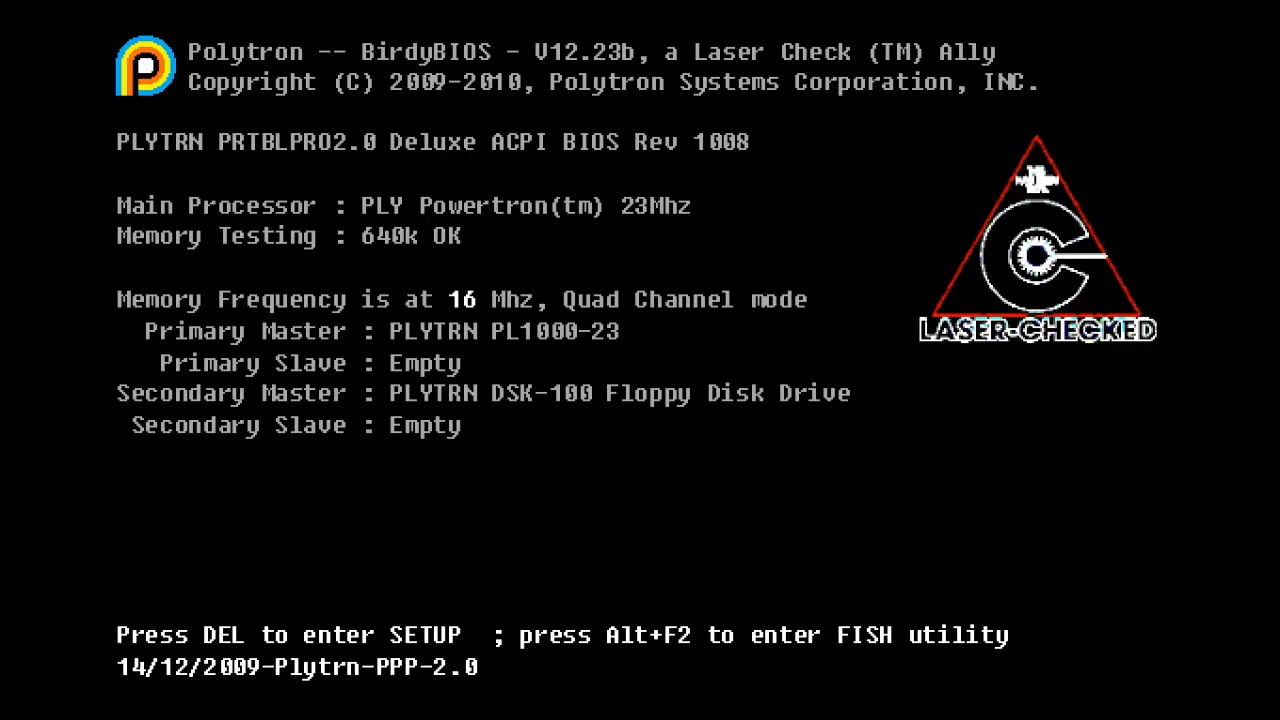 Polytron -- BirdyBIOS - V12.23b, a Laser Check (TM) Ally
Copyright (C) 2009-2010, Polytron Systems Corporation, INC.
PLYTRN PRTBLPRO2.0 Deluxe ACPI BIOS Rev 1008
Main Processor : PLY Powertron(tm) 23Mhz
Memory Testing : 640k OK
Memory Frequency is at 16 Mhz, Quad Channel mode
Primary Master : PLYTRN PL1000-23
Primary Slave : Empty
Secondary Master : PLYTRN DSK-100 Floppy Disk Drive
Secondary Slave : Empty
LASER-CHECKED
Press DEL to enter SETUP ; press Alt+F2 to enter FISH utility
14/12/2009-Plytrn-PPP-2.0